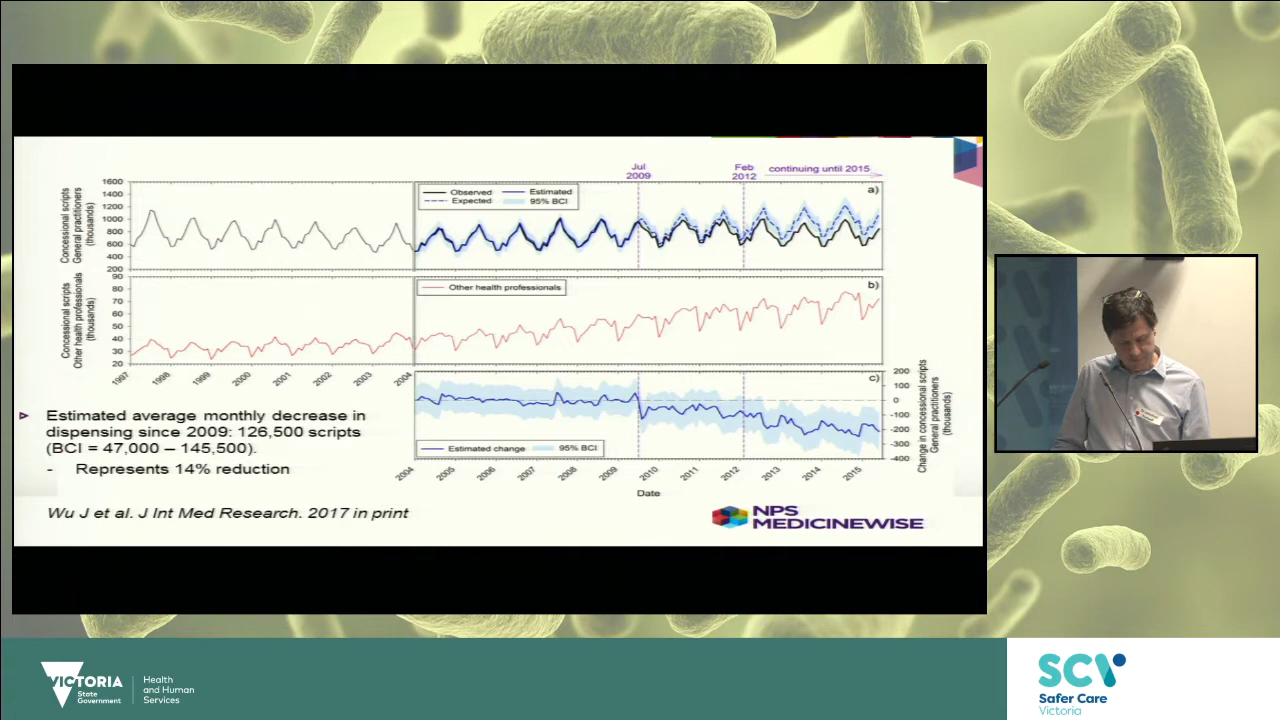 Jul
2009
Feb
2012
continuing until 2015
Concessional scripts
General practitioners
(thousands)
1600
1400
1200
1000
800
600
400
200
Observed
Estimated
Expected
95% BCI
a)
Concessional scripts
Other health professionals
(thousands)
90
80
70
60
50
40
30
20
Other health professionals
b)
1997
1998
1999
2000
2001
2002
2003
2004
200
100
0
-100
-200
-300
-400
c)
Change in concessional scripts
General practitioners
(thousands)
Estimated change
95% BCI
2004
2005
2006
2007
2008
2009
2010
2011
2012
2013
2014
2015
Date
Estimated average monthly decrease in
dispensing since 2009: 126,500 scripts
(BCI = 47,000 – 145,500).
- Represents 14% reduction
Wu J et al. J Int Med Research. 2017 in print
NPS
MEDICINEWISE
VICTORIA
State
Government
Health
and Human
Services
SCV
Safer Care
Victoria